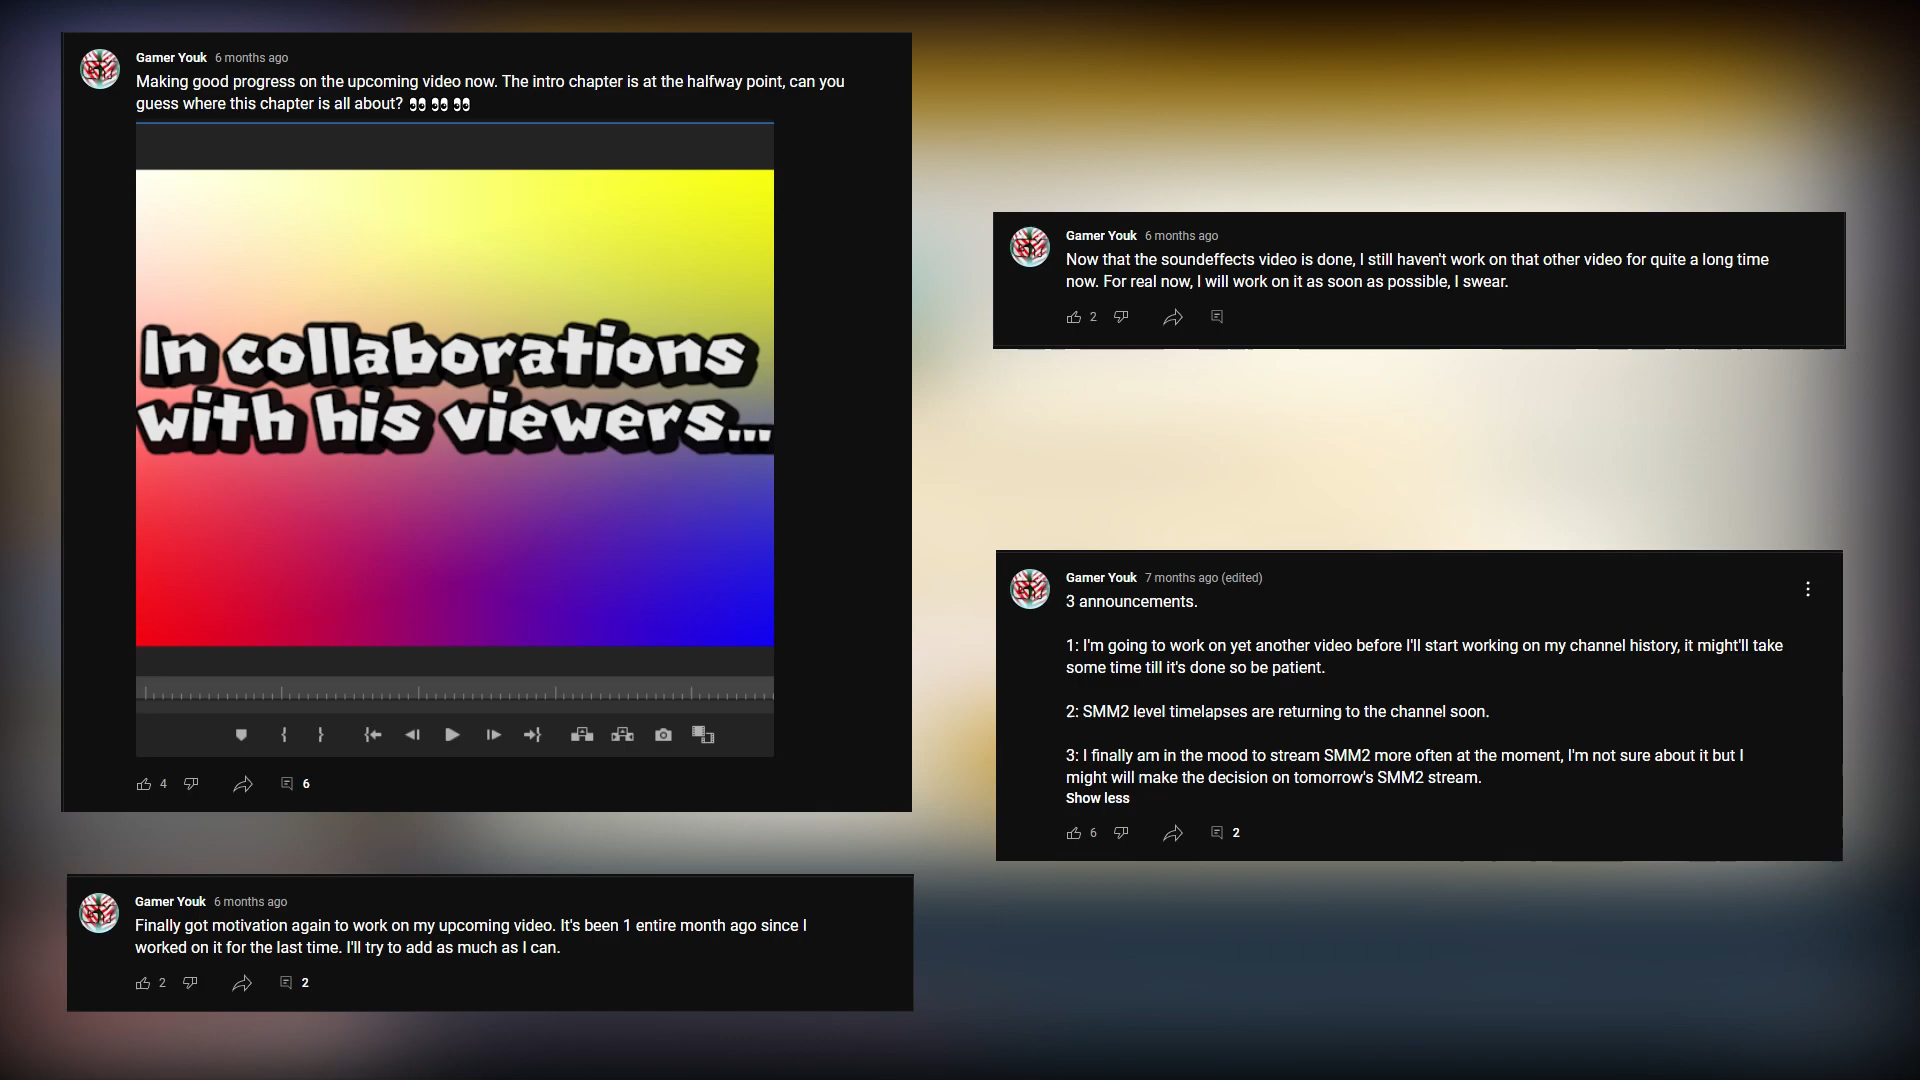 Gamer Youk 6 months ago
Making good progress on the upcoming video now. The intro chapter is at the halfway point, can you
guess where this chapter is all about? 👀 👀 👀
In collaborations
with his viewers...
4 6
Gamer Youk 6 months ago
Finally got motivation again to work on my upcoming video. It's been 1 entire month ago since I
worked on it for the last time. I'll try to add as much as I can.
2 2
Gamer Youk 6 months ago
Now that the soundeffects video is done, I still haven't work on that other video for quite a long time
now. For real now, I will work on it as soon as possible, I swear.
2
Gamer Youk 7 months ago (edited)
3 announcements.
1: I'm going to work on yet another video before I'll start working on my channel history, it might'll take
some time till it's done so be patient.
2: SMM2 level timelapses are returning to the channel soon.
3: I finally am in the mood to stream SMM2 more often at the moment, I'm not sure about it but I
might will make the decision on tomorrow's SMM2 stream.
Show less
6 2